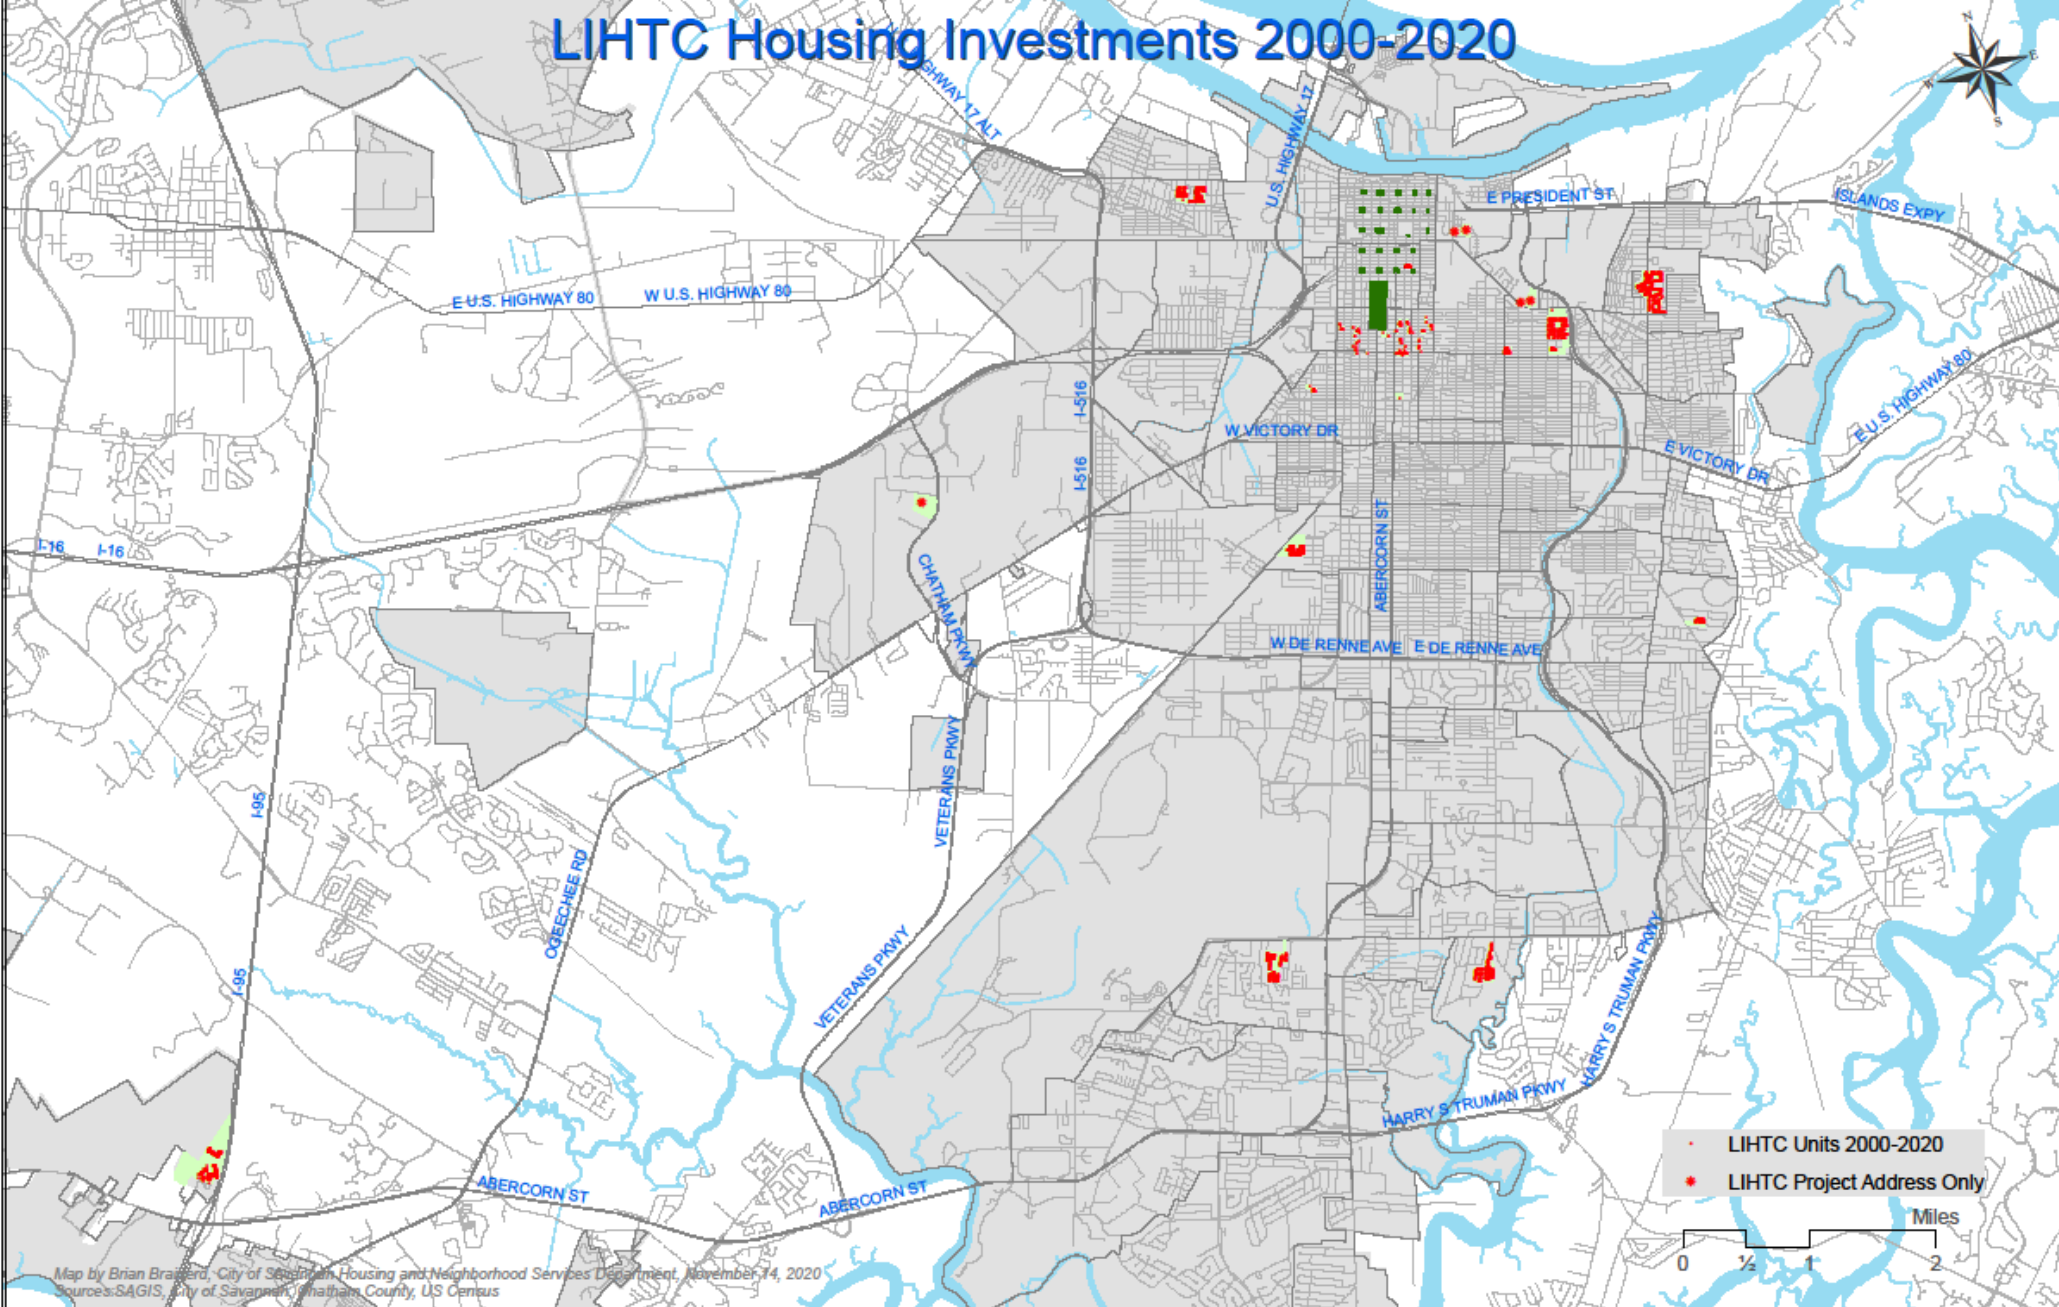 LIHTC Housing Investments 2000-2020
N
E
W
S
HIGHWAY 17 ALT
U.S. HIGHWAY 17
E PRESIDENT ST
ISLANDS EXPY
E U.S. HIGHWAY 80
W U.S. HIGHWAY 80
E U.S. HIGHWAY 80
I-516
W VICTORY DR
E VICTORY DR
I-516
ABERCORN ST
I-16
I-16
CHATHAM PKWY
W DE RENNE AVE
E DE RENNE AVE
VETERANS PKWY
I-95
OGEECHEE RD
I-95
VETERANS PKWY
HARRY S TRUMAN PKWY
HARRY S TRUMAN PKWY
ABERCORN ST
ABERCORN ST
LIHTC Units 2000-2020
LIHTC Project Address Only
Miles
0 ½ 1 2
Map by Brian Brainerd, City of Savannah Housing and Neighborhood Services Department, November 14, 2020
Sources:SAGIS, City of Savannah, Chatham County, US Census